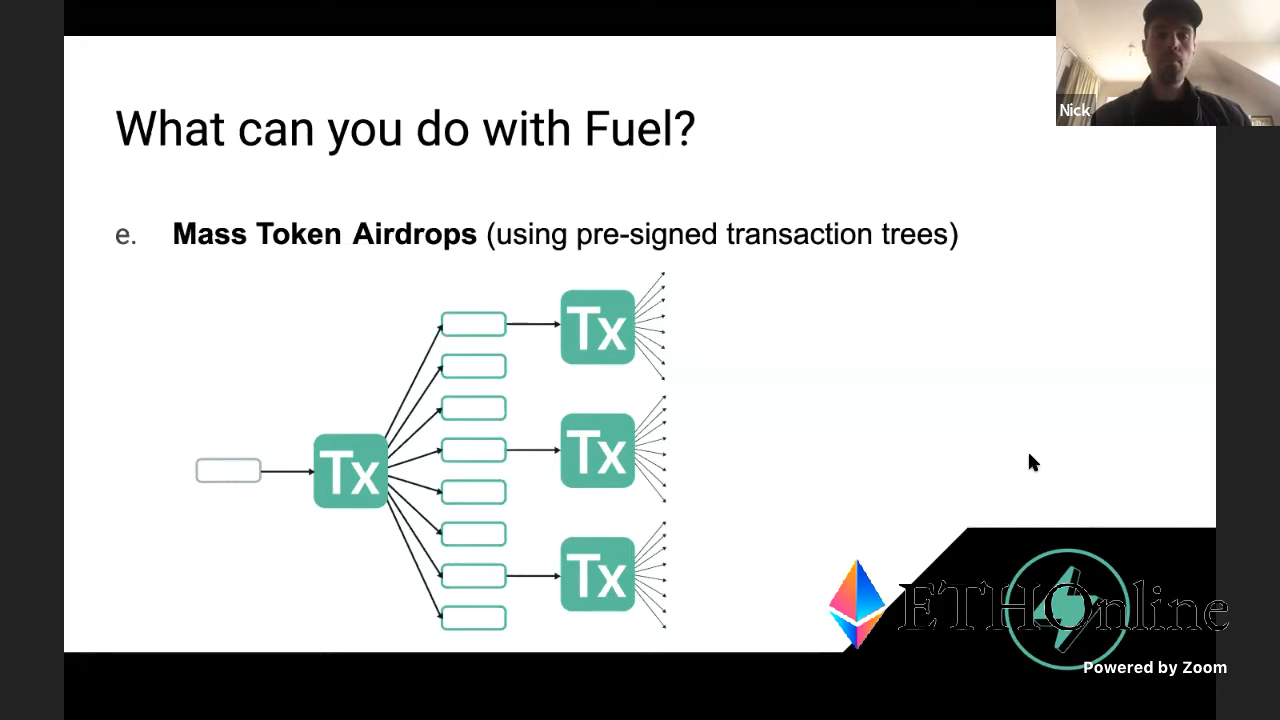 Nick
What can you do with Fuel?
e. Mass Token Airdrops (using pre-signed transaction trees)
Tx
Tx
Tx
Tx
ETHOnline
Powered by Zoom